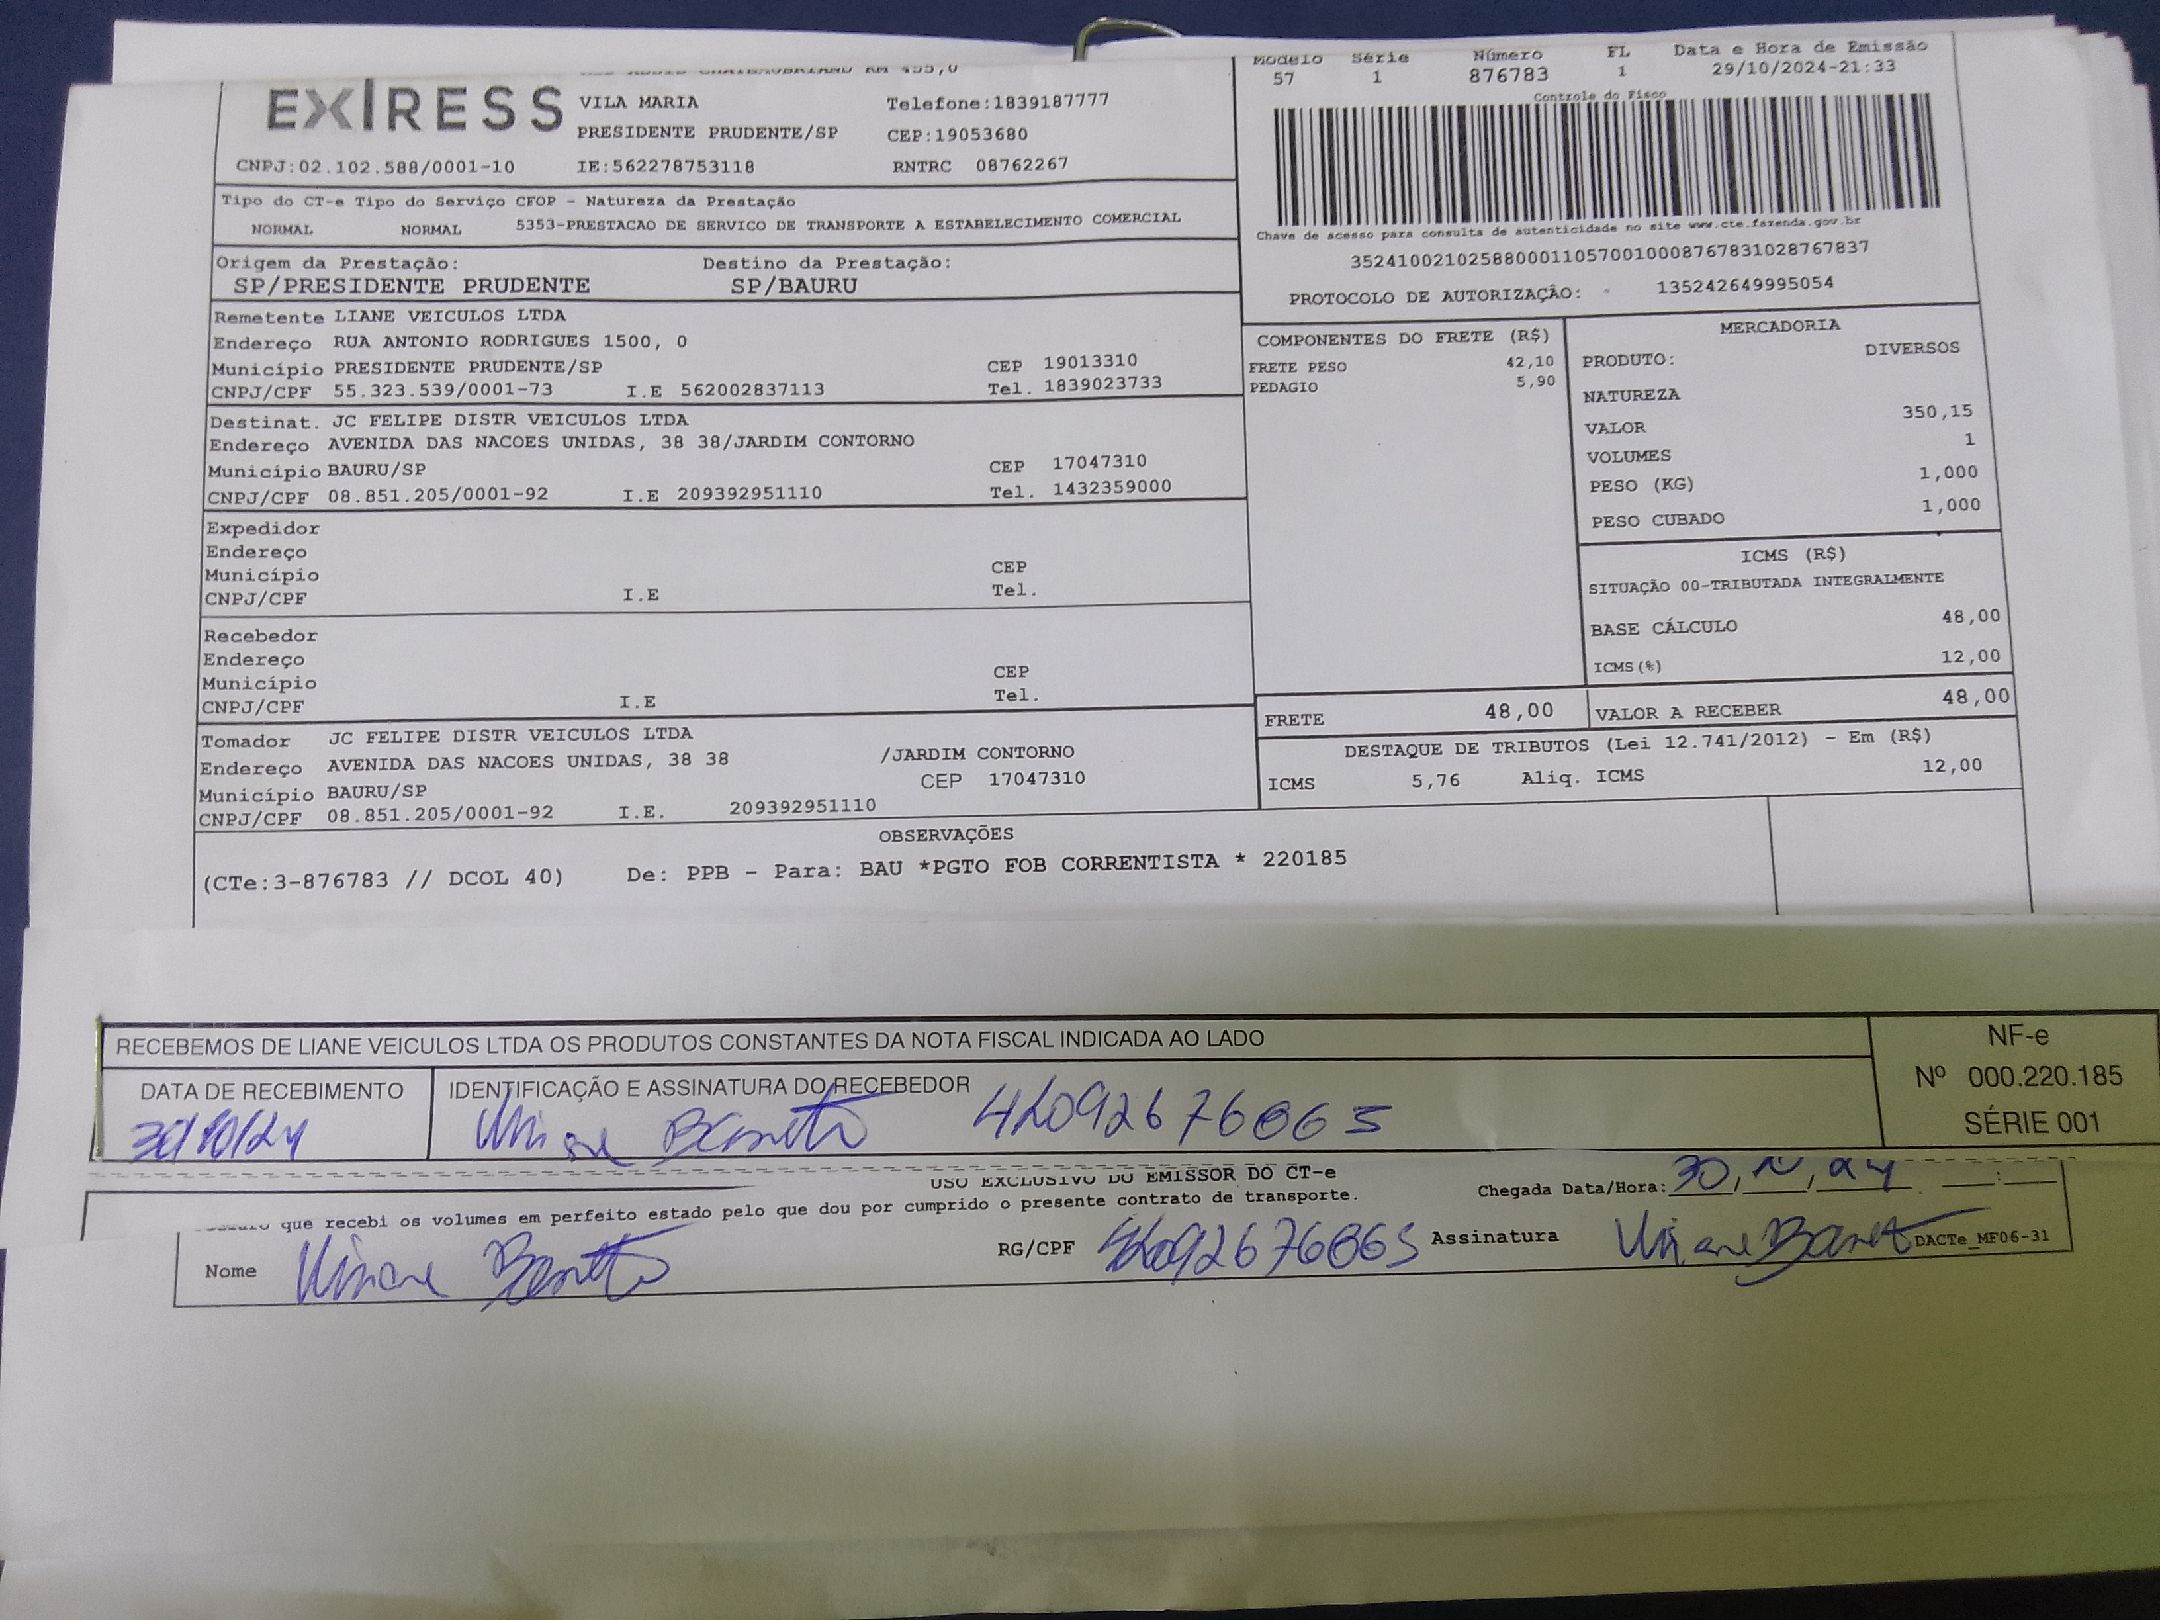 EXPRESS
VILA MARIA Telefone:1839187777
PRESIDENTE PRUDENTE/SP CEP:19053680
CNPJ:02.102.588/0001-10 IE:562278753118 RNTRC 08762267
Modelo Série Número FL Data e Hora de Emissão
57 1 876783 1 29/10/2024-21:33
Controle do Fisco
Chave de acesso para consulta de autenticidade no site www.cte.fazenda.gov.br
35241002102588000110570010008767831028767837
PROTOCOLO DE AUTORIZAÇÃO: 135242649995054
Tipo do CT-e Tipo do Serviço CFOP - Natureza da Prestação
NORMAL NORMAL 5353-PRESTACAO DE SERVICO DE TRANSPORTE A ESTABELECIMENTO COMERCIAL
Origem da Prestação: Destino da Prestação:
SP/PRESIDENTE PRUDENTE SP/BAURU
Remetente LIANE VEICULOS LTDA
Endereço RUA ANTONIO RODRIGUES 1500, 0
Município PRESIDENTE PRUDENTE/SP CEP 19013310
CNPJ/CPF 55.323.539/0001-73 I.E 562002837113 Tel. 1839023733
Destinat. JC FELIPE DISTR VEICULOS LTDA
Endereço AVENIDA DAS NACOES UNIDAS, 38 38/JARDIM CONTORNO
Município BAURU/SP CEP 17047310
CNPJ/CPF 08.851.205/0001-92 I.E 209392951110 Tel. 1432359000
Expedidor
Endereço
Município CEP
CNPJ/CPF I.E Tel.
Recebedor
Endereço
Município CEP
CNPJ/CPF I.E Tel.
Tomador JC FELIPE DISTR VEICULOS LTDA
Endereço AVENIDA DAS NACOES UNIDAS, 38 38 /JARDIM CONTORNO
Município BAURU/SP CEP 17047310
CNPJ/CPF 08.851.205/0001-92 I.E. 209392951110
COMPONENTES DO FRETE (R$)
FRETE PESO 42,10
PEDAGIO 5,90
MERCADORIA
PRODUTO: DIVERSOS
NATUREZA
VALOR 350,15
VOLUMES 1
PESO (KG) 1,000
PESO CUBADO 1,000
ICMS (R$)
SITUAÇÃO 00-TRIBUTADA INTEGRALMENTE
BASE CÁLCULO 48,00
ICMS(%) 12,00
FRETE 48,00 VALOR A RECEBER 48,00
DESTAQUE DE TRIBUTOS (Lei 12.741/2012) - Em (R$)
ICMS 5,76 Aliq. ICMS 12,00
OBSERVAÇÕES
(CTe:3-876783 // DCOL 40) De: PPB - Para: BAU *PGTO FOB CORRENTISTA * 220185
RECEBEMOS DE LIANE VEICULOS LTDA OS PRODUTOS CONSTANTES DA NOTA FISCAL INDICADA AO LADO
NF-e
Nº 000.220.185
SÉRIE 001
DATA DE RECEBIMENTO IDENTIFICAÇÃO E ASSINATURA DO RECEBEDOR
30/10/24
USO EXCLUSIVO DO EMISSOR DO CT-e
que recebi os volumes em perfeito estado pelo que dou por cumprido o presente contrato de transporte.
Chegada Data/Hora: 30
Nome RG/CPF Assinatura DACTe_MF06-31